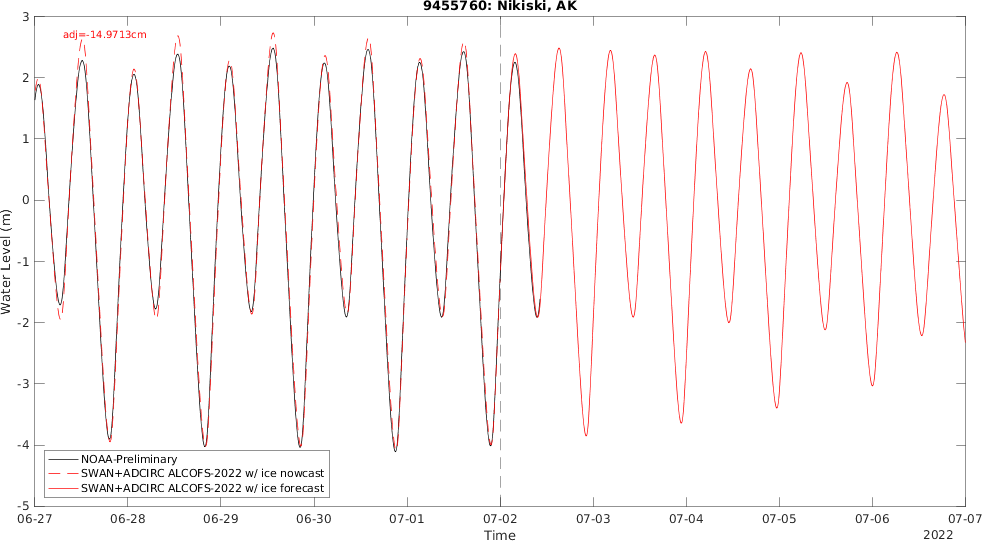 9455760: Nikiski, AK
adj=-14.9713cm
Water Level (m)
3
2
1
0
-1
-2
-3
-4
-5
NOAA-Preliminary
SWAN+ADCIRC ALCOFS-2022 w/ ice nowcast
SWAN+ADCIRC ALCOFS-2022 w/ ice forecast
06-27 06-28 06-29 06-30 07-01 07-02 07-03 07-04 07-05 07-06 07-07
Time
2022